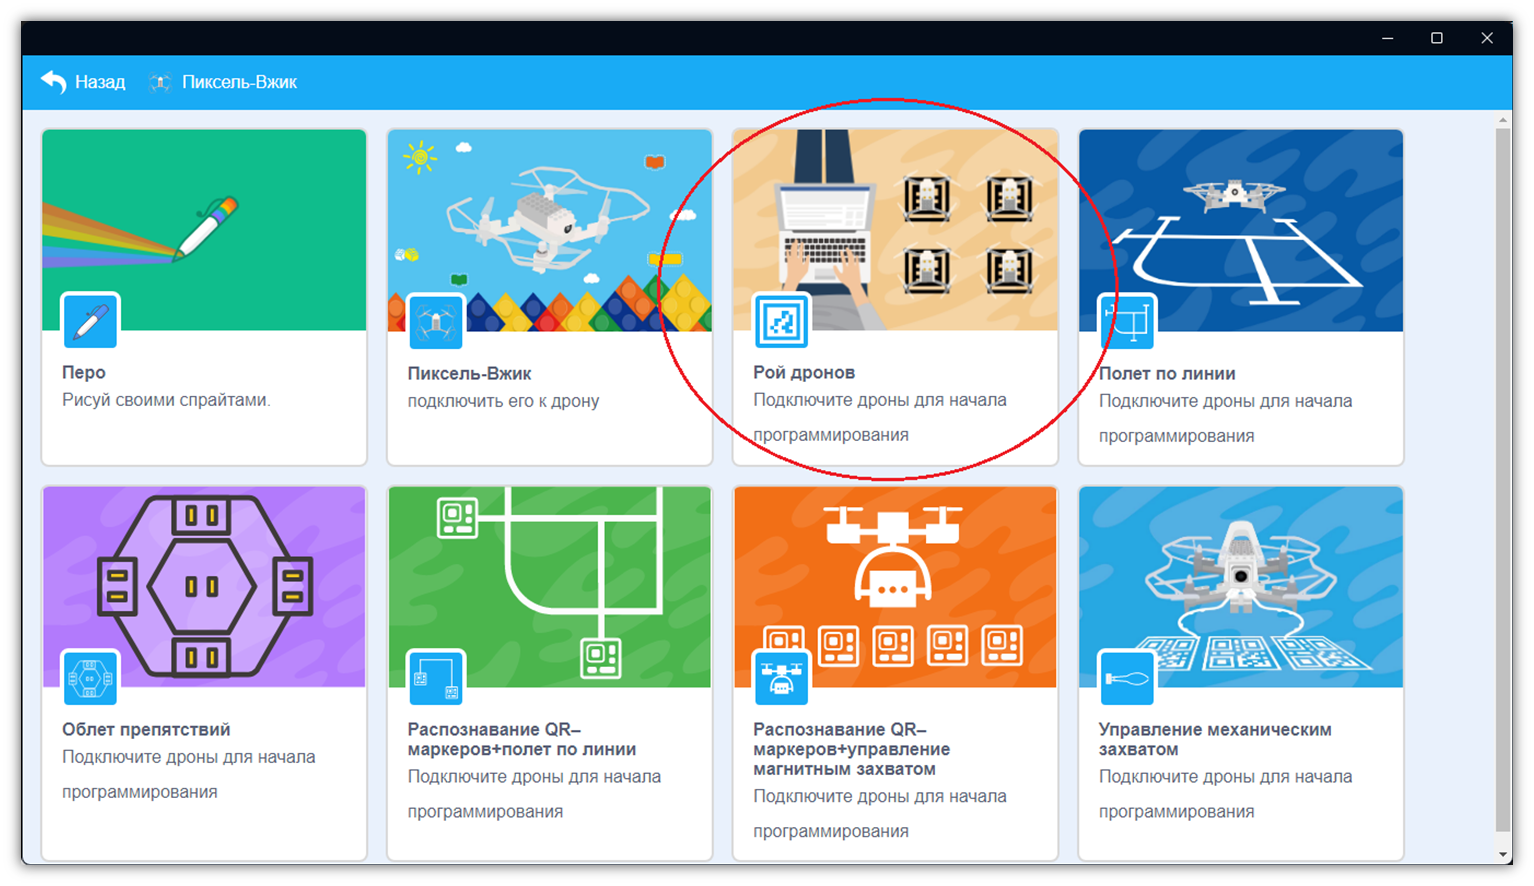 Назад Пиксель-Вжик
Перо
Рисуй своими спрайтами.
Пиксель-Вжик
подключить его к дрону
Рой дронов
Подключите дроны для начала
программирования
Полет по линии
Подключите дроны для начала
программирования
Облет препятствий
Подключите дроны для начала
программирования
Распознавание QR–
маркеров+полет по линии
Подключите дроны для начала
программирования
Распознавание QR–
маркеров+управление
магнитным захватом
Подключите дроны для начала
программирования
Управление механическим
захватом
Подключите дроны для начала
программирования